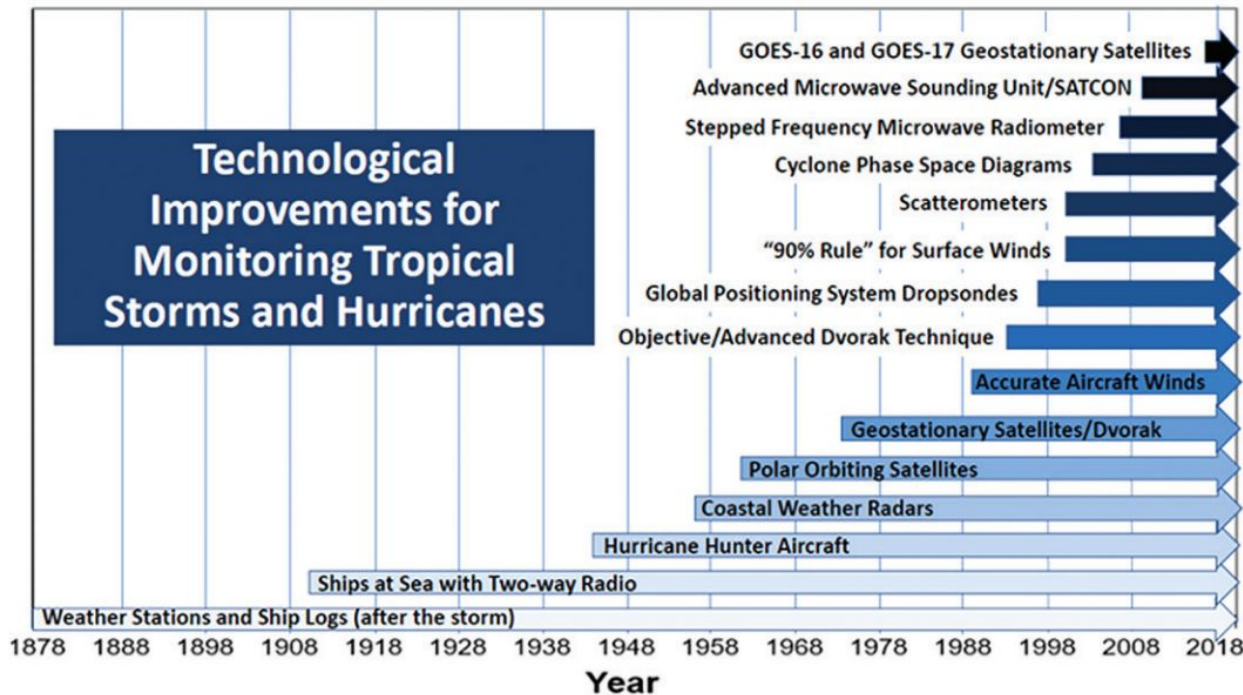 GOES-16 and GOES-17 Geostationary Satellites
Advanced Microwave Sounding Unit/SATCON
Stepped Frequency Microwave Radiometer
Cyclone Phase Space Diagrams
Scatterometers
“90% Rule” for Surface Winds
Global Positioning System Dropsondes
Objective/Advanced Dvorak Technique
Accurate Aircraft Winds
Geostationary Satellites/Dvorak
Polar Orbiting Satellites
Coastal Weather Radars
Hurricane Hunter Aircraft
Ships at Sea with Two-way Radio
Weather Stations and Ship Logs (after the storm)
Technological
Improvements for
Monitoring Tropical
Storms and Hurricanes
1878 1888 1898 1908 1918 1928 1938 1948 1958 1968 1978 1988 1998 2008 2018
Year